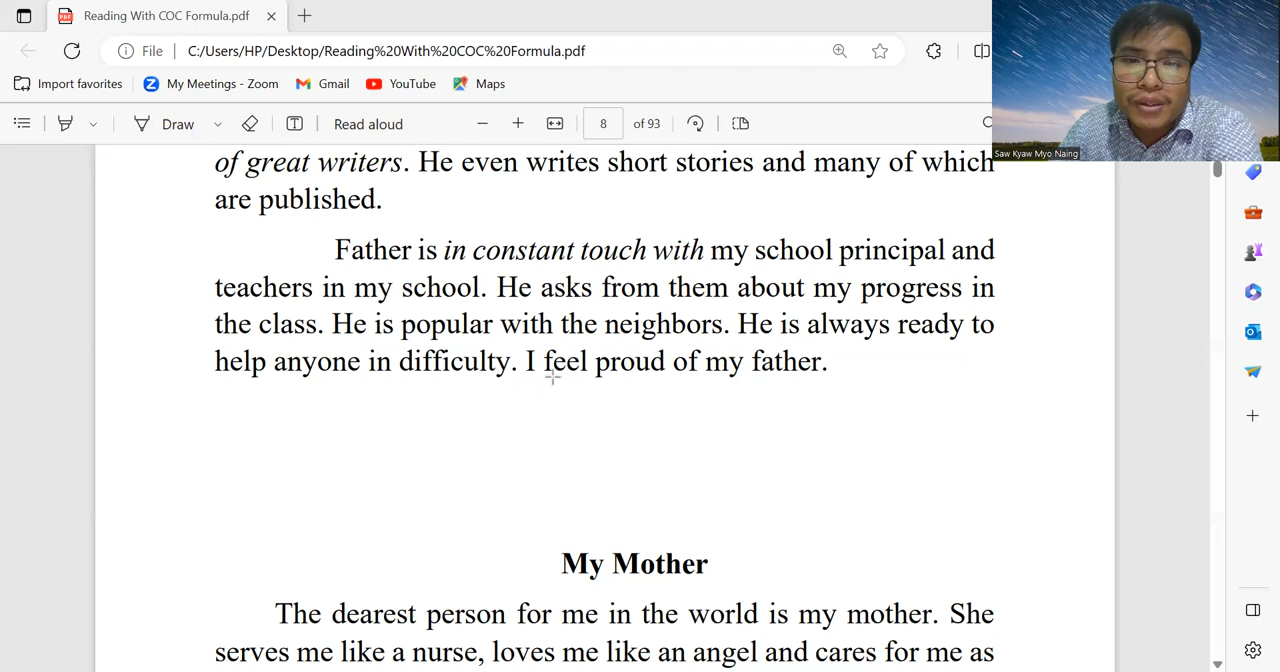 Reading With COC Formula.pdf
File C:/Users/HP/Desktop/Reading%20With%20COC%20Formula.pdf
Import favorites My Meetings - Zoom Gmail YouTube Maps
Draw Read aloud 8 of 93
Saw Kyaw Myo Naing
of great writers. He even writes short stories and many of which
are published.
Father is in constant touch with my school principal and
teachers in my school. He asks from them about my progress in
the class. He is popular with the neighbors. He is always ready to
help anyone in difficulty. I feel proud of my father.
My Mother
The dearest person for me in the world is my mother. She
serves me like a nurse, loves me like an angel and cares for me as